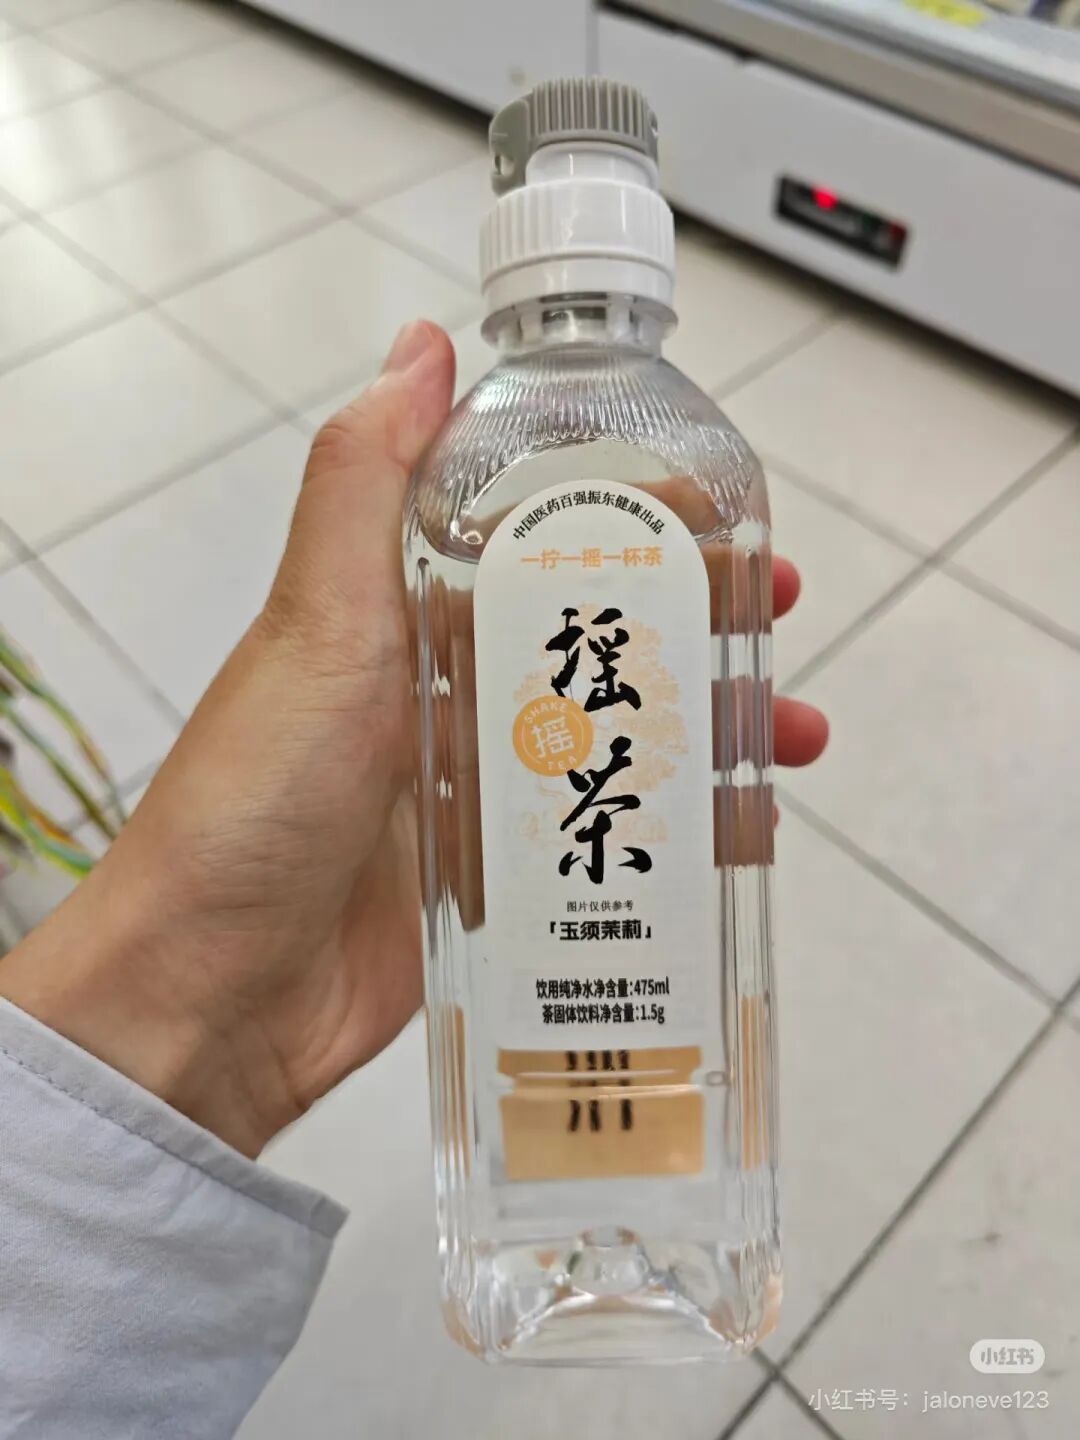 中国医药百强振东健康出品
一拧一摇一杯茶
摇
SHAKE
摇
TEA
茶
图片仅供参考
「玉须茉莉」
饮用纯净水净含量:475ml
茶固体饮料净含量:1.5g
小红书
小红书号：jaloneve123